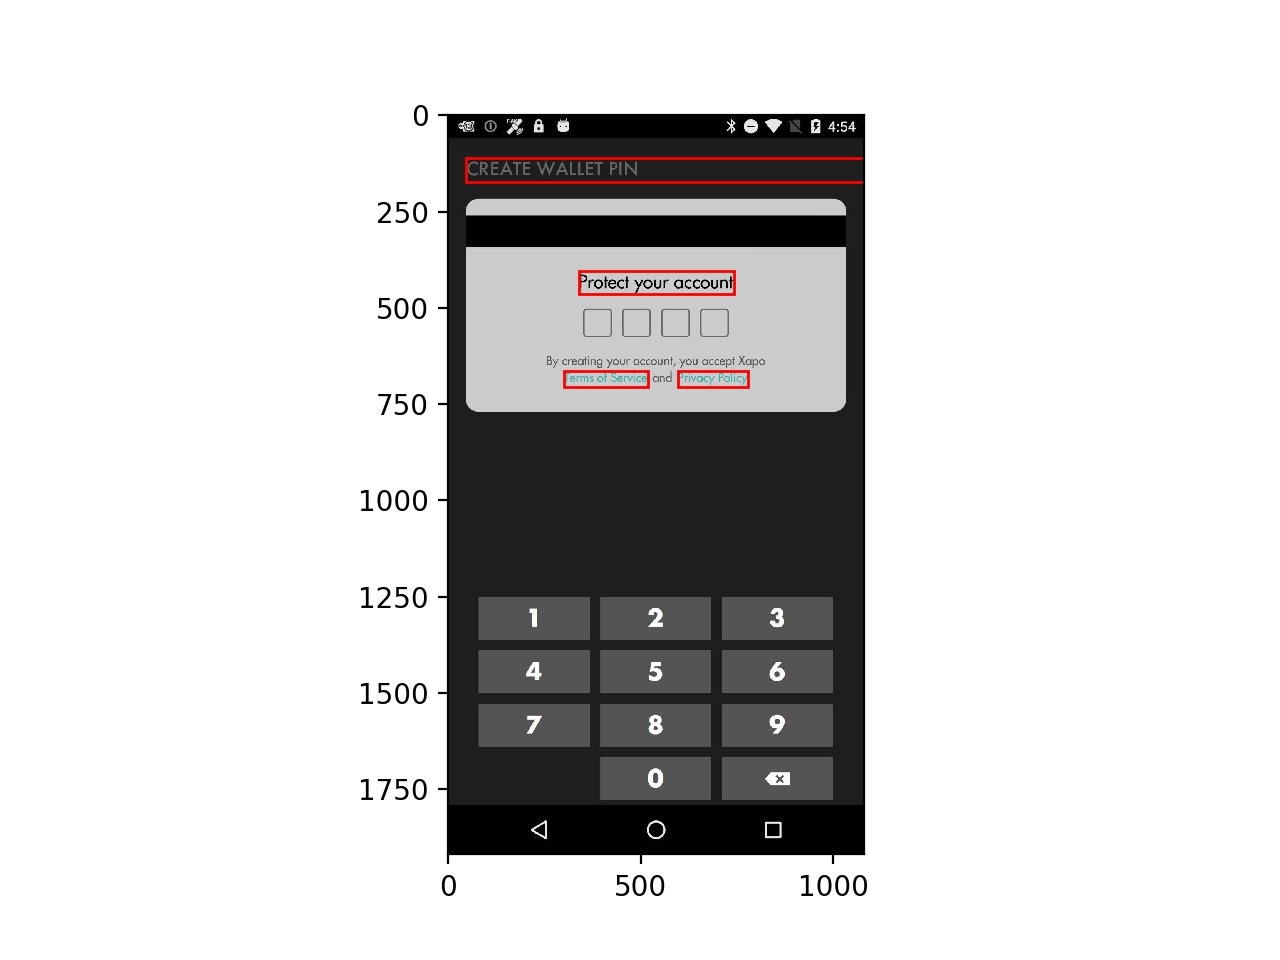 0
4:54
CREATE WALLET PIN
250
Protect your account
500
By creating your account, you accept Xapo
Terms of Service and Privacy Policy
750
1000
1250
1 2 3
4 5 6
1500
7 8 9
0
1750
0 500 1000